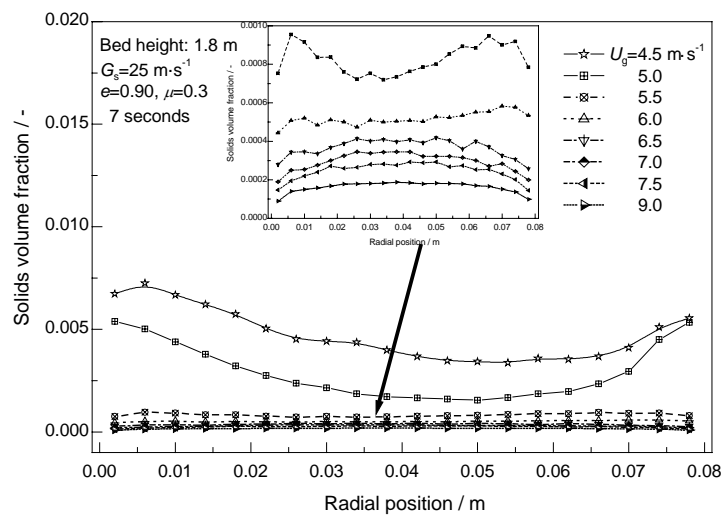 0.020
0.015
0.010
0.005
0.000
Solids volume fraction / -
Bed height: 1.8 m
Gs=25 m·s-1
e=0.90, μ=0.3
7 seconds
0.0010
0.0008
0.0006
0.0004
0.0002
0.0000
Solids volume fraction / -
0.00 0.01 0.02 0.03 0.04 0.05 0.06 0.07 0.08
Radial position / m
Ug=4.5 m·s-1
5.0
5.5
6.0
6.5
7.0
7.5
9.0
0.00 0.01 0.02 0.03 0.04 0.05 0.06 0.07 0.08
Radial position / m